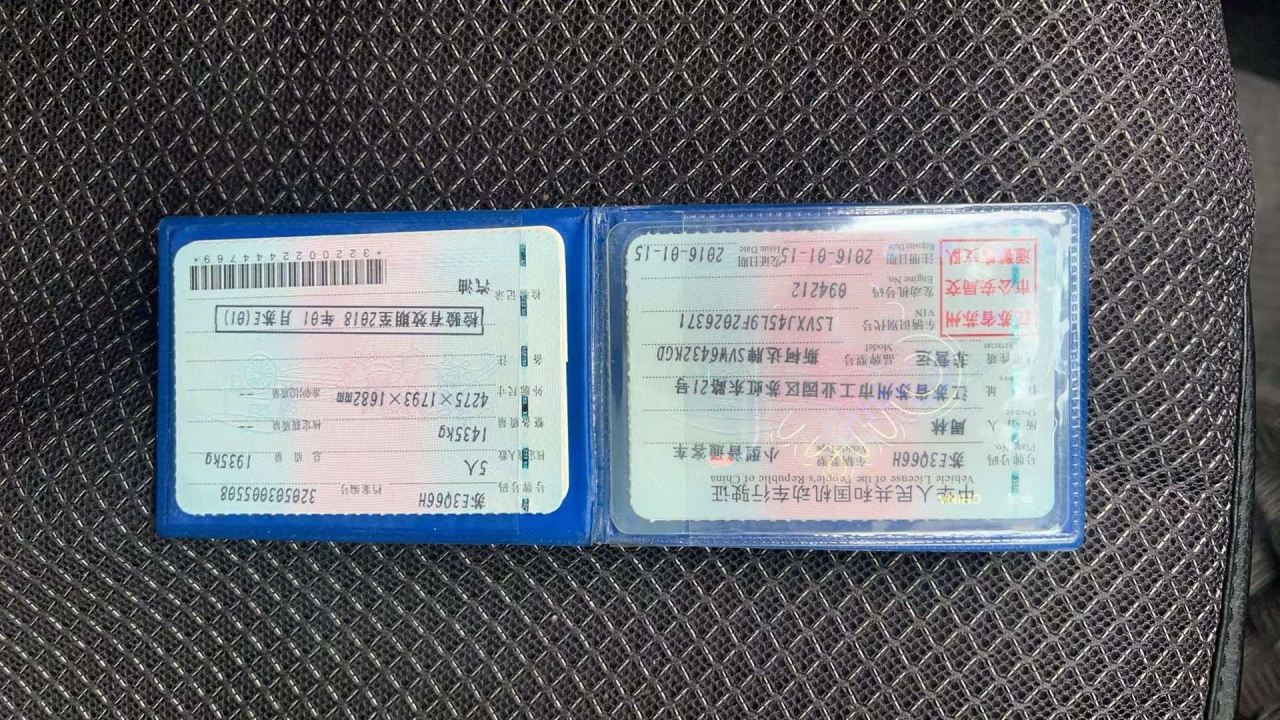 中华人民共和国机动车行驶证
Vehicle License of the People's Republic of China
号牌号码 苏E3Q66H 车辆类型 小型普通客车
Plate No.
所有人 周林
Owner
住址 江苏省苏州市工业园区苏虹东路21号
使用性质 非营运 品牌型号 斯柯达牌SVW6432KGD
Character Model
江苏省苏州
市公安局交
通警察支队
车辆识别代号 LSVXJ45L9F2026371
VIN
发动机号码 094212
Engine No.
注册日期 2016-01-15 发证日期 2016-01-15
Register Date Issue Date
号牌号码 苏E3Q66H 档案编号 320503005508
核定人数 5人 总质量 1935kg
整备质量 1435kg 核定载质量 --
外廓尺寸 4275×1793×1682mm 准牵引总质量 --
备注
检验有效期至2018年01月苏E(01)
检验记录
汽油
*3220022444769*